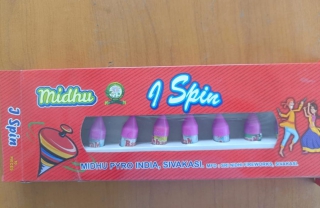 Midhu
I Spin
I Spin
MIDHU PYRO INDIA, SIVAKASI.